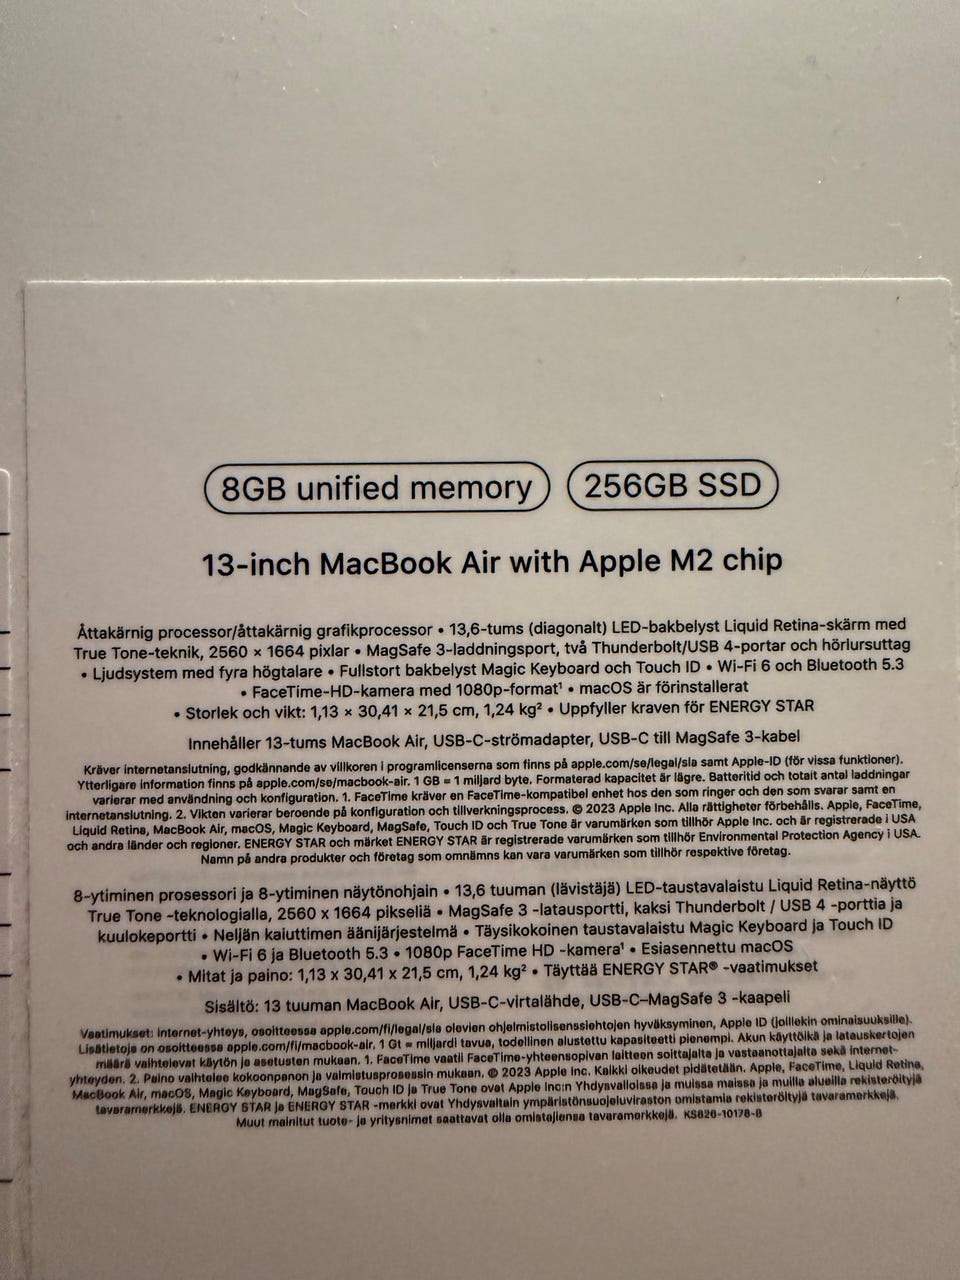 8GB unified memory 256GB SSD
13-inch MacBook Air with Apple M2 chip
Åttakärnig processor/åttakärnig grafikprocessor • 13,6-tums (diagonalt) LED-bakbelyst Liquid Retina-skärm med
True Tone-teknik, 2560 × 1664 pixlar • MagSafe 3-laddningsport, två Thunderbolt/USB 4-portar och hörlursuttag
• Ljudsystem med fyra högtalare • Fullstort bakbelyst Magic Keyboard och Touch ID • Wi-Fi 6 och Bluetooth 5.3
• FaceTime-HD-kamera med 1080p-format¹ • macOS är förinstallerat
• Storlek och vikt: 1,13 × 30,41 × 21,5 cm, 1,24 kg² • Uppfyller kraven för ENERGY STAR
Innehåller 13-tums MacBook Air, USB-C-strömadapter, USB-C till MagSafe 3-kabel
Kräver internetanslutning, godkännande av villkoren i programlicenserna som finns på apple.com/se/legal/sla samt Apple-ID (för vissa funktioner).
Ytterligare information finns på apple.com/se/macbook-air. 1 GB = 1 miljard byte. Formaterad kapacitet är lägre. Batteritid och totalt antal laddningar
varierar med användning och konfiguration. 1. FaceTime kräver en FaceTime-kompatibel enhet hos den som ringer och den som svarar samt en
internetanslutning. 2. Vikten varierar beroende på konfiguration och tillverkningsprocess. © 2023 Apple Inc. Alla rättigheter förbehålls. Apple, FaceTime,
Liquid Retina, MacBook Air, macOS, Magic Keyboard, MagSafe, Touch ID och True Tone är varumärken som tillhör Apple Inc. och är registrerade i USA
och andra länder och regioner. ENERGY STAR och märket ENERGY STAR är registrerade varumärken som tillhör Environmental Protection Agency i USA.
Namn på andra produkter och företag som omnämns kan vara varumärken som tillhör respektive företag.
8-ytiminen prosessori ja 8-ytiminen näytönohjain • 13,6 tuuman (lävistäjä) LED-taustavalaistu Liquid Retina-näyttö
True Tone -teknologialla, 2560 x 1664 pikseliä • MagSafe 3 -latausportti, kaksi Thunderbolt / USB 4 -porttia ja
kuulokeportti • Neljän kaiuttimen äänijärjestelmä • Täysikokoinen taustavalaistu Magic Keyboard ja Touch ID
• Wi-Fi 6 ja Bluetooth 5.3 • 1080p FaceTime HD -kamera¹ • Esiasennettu macOS
• Mitat ja paino: 1,13 x 30,41 x 21,5 cm, 1,24 kg² • Täyttää ENERGY STAR® -vaatimukset
Sisältö: 13 tuuman MacBook Air, USB-C-virtalähde, USB-C–MagSafe 3 -kaapeli
Vaatimukset: internet-yhteys, osoitteessa apple.com/fi/legal/sla olevien ohjelmistolisenssiehtojen hyväksyminen, Apple ID (joillekin ominaisuuksille).
Lisätietoja on osoitteessa apple.com/fi/macbook-air. 1 Gt = miljardi tavua, todellinen alustettu kapasiteetti pienempi. Akun käyttöikä ja latauskertojen
määrä vaihtelevat käytön ja asetusten mukaan. 1. FaceTime vaatii FaceTime-yhteensopivan laitteen soittajalta ja vastaanottajalta sekä internet-
yhteyden. 2. Paino vaihtelee kokoonpanon ja valmistusprosessin mukaan. © 2023 Apple Inc. Kaikki oikeudet pidätetään. Apple, FaceTime, Liquid Retina,
MacBook Air, macOS, Magic Keyboard, MagSafe, Touch ID ja True Tone ovat Apple Inc:n Yhdysvalloissa ja muissa maissa ja muilla alueilla rekisteröityjä
tavaramerkkejä. ENERGY STAR ja ENERGY STAR -merkki ovat Yhdysvaltain ympäristönsuojeluviraston omistamia rekisteröityjä tavaramerkkejä.
Muut mainitut tuote- ja yritysnimet saattavat olla omistajiensa tavaramerkkejä. KS620-10178-B